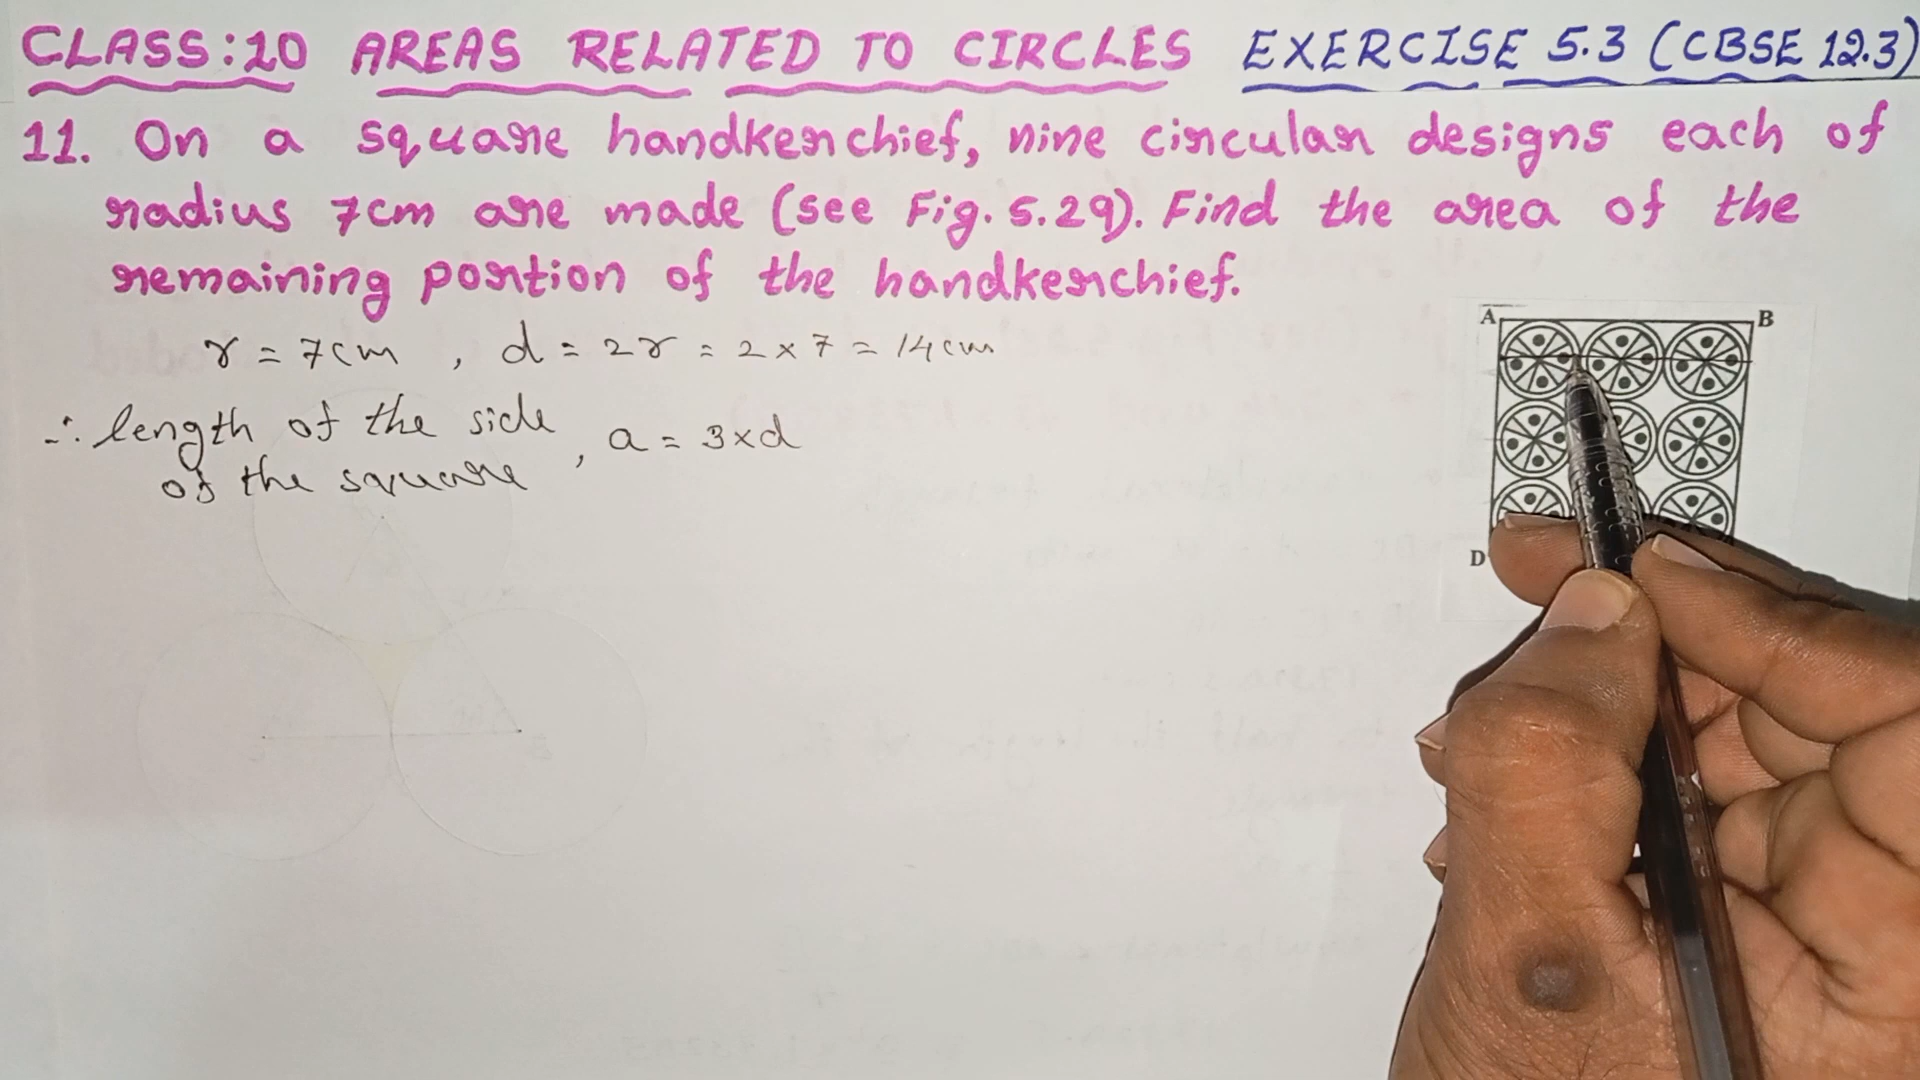 CLASS:10 AREAS RELATED TO CIRCLES EXERCISE 5.3 (CBSE 12.3)
11. On a square handkerchief, nine circular designs each of
radius 7cm are made (see Fig. 5.29). Find the area of the
remaining portion of the handkerchief.
r = 7cm , d = 2r = 2 × 7 = 14cm
∴ length of the side
of the square , a = 3×d
A B
D